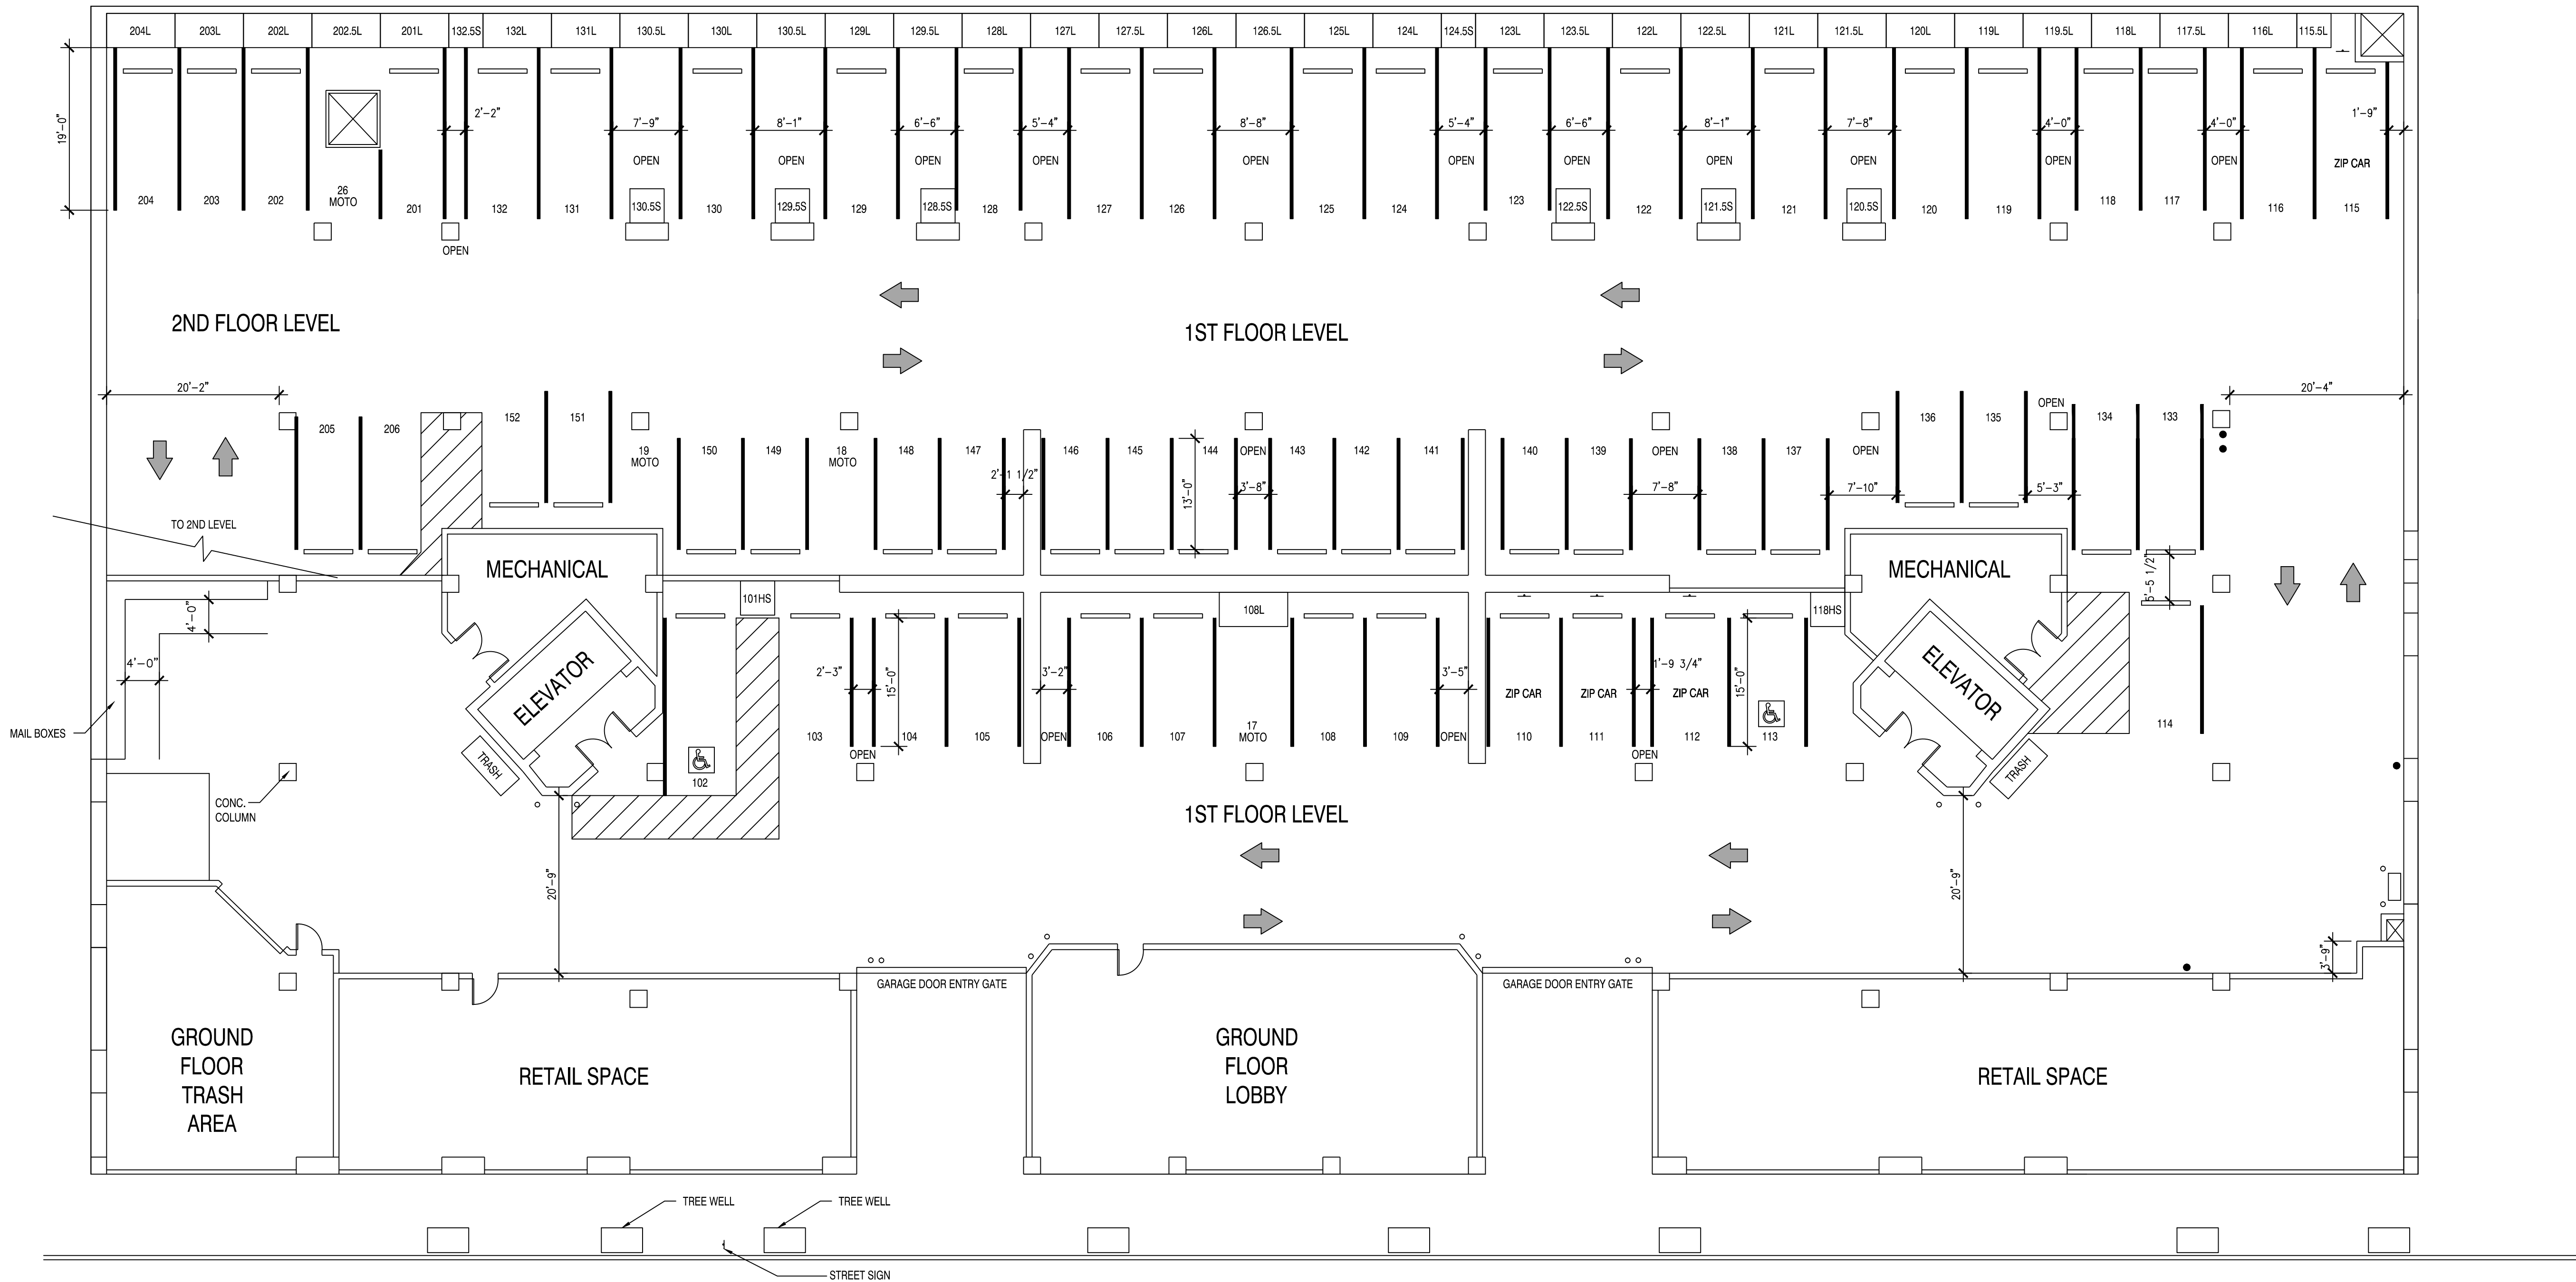 204L 203L 202L 202.5L 201L 132.5S 132L 131L 130.5L 130L 130.5L 129L 129.5L 128L 127L 127.5L 126L 126.5L 125L 124L 124.5S 123L 123.5L 122L 122.5L 121L 121.5L 120L 119L 119.5L 118L 117.5L 116L 115.5L
19'-0" 2'-2" 7'-9" 8'-1" 6'-6" 5'-4" 8'-8" 5'-4" 6'-6" 8'-1" 7'-8" 4'-0" 4'-0" 1'-9"
OPEN OPEN OPEN OPEN OPEN OPEN OPEN OPEN OPEN OPEN OPEN ZIP CAR
204 203 202 26 201 132 131 130.5S 130 129.5S 129 128.5S 128 127 126 125 124 123 122.5S 122 121.5S 121 120.5S 120 119 118 117 116 115
MOTO
OPEN
2ND FLOOR LEVEL
1ST FLOOR LEVEL
20'-2" 20'-4"
205 206 152 151 136 135 OPEN 134 133
19 150 149 18 148 147 146 145 144 OPEN 143 142 141 140 139 OPEN 138 137 OPEN
MOTO MOTO
2'-1 1/2" 13'-0" 3'-8" 7'-8" 7'-10" 5'-3"
TO 2ND LEVEL
MECHANICAL MECHANICAL
5'-5 1/2"
101HS 108L 118HS
4'-0"
4'-0"
2'-3" 15'-0" 3'-2" 3'-5" 1'-9 3/4" 15'-0"
ELEVATOR ELEVATOR
ZIP CAR ZIP CAR ZIP CAR
MAIL BOXES
103 104 105 OPEN 106 107 17 108 109 OPEN 110 111 112 113 114
MOTO
OPEN OPEN
TRASH TRASH
102
CONC.
COLUMN
1ST FLOOR LEVEL
20'-9" 20'-9"
3'-9"
GARAGE DOOR ENTRY GATE GARAGE DOOR ENTRY GATE
GROUND
FLOOR
TRASH
AREA
RETAIL SPACE
GROUND
FLOOR
LOBBY
RETAIL SPACE
TREE WELL TREE WELL
STREET SIGN